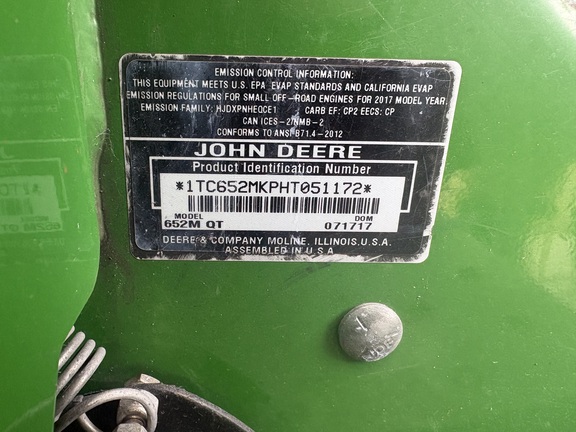 EMISSION CONTROL INFORMATION:
THIS EQUIPMENT MEETS U.S. EPA EVAP STANDARDS AND CALIFORNIA EVAP
EMISSION REGULATIONS FOR SMALL OFF-ROAD ENGINES FOR 2017 MODEL YEAR.
EMISSION FAMILY: HJDXPNHEQCE1 CARB EF: CP2 EECS: CP
CAN ICES-2/NMB-2
CONFORMS TO ANSI B71.4-2012
JOHN DEERE
Product Identification Number
*1TC652MKPHT051172*
MODEL DOM
652M QT 071717
DEERE & COMPANY MOLINE, ILLINOIS,U.S.A.
ASSEMBLED IN U S A